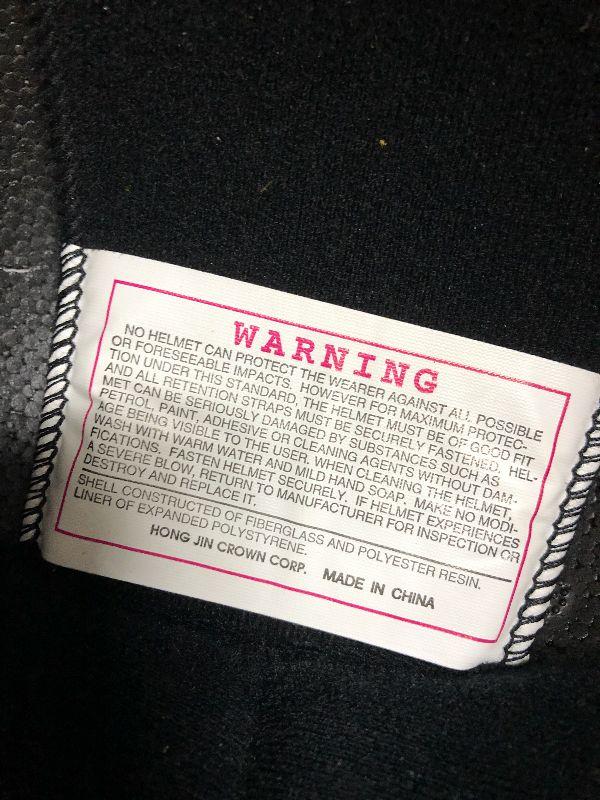 WARNING
NO HELMET CAN PROTECT THE WEARER AGAINST ALL POSSIBLE
OR FORESEEABLE IMPACTS. HOWEVER FOR MAXIMUM PROTEC-
TION UNDER THIS STANDARD, THE HELMET MUST BE OF GOOD FIT
AND ALL RETENTION STRAPS MUST BE SECURELY FASTENED. HEL-
MET CAN BE SERIOUSLY DAMAGED BY SUBSTANCES SUCH AS
PETROL, PAINT, ADHESIVE OR CLEANING AGENTS WITHOUT DAM-
AGE BEING VISIBLE TO THE USER. WHEN CLEANING THE HELMET,
WASH WITH WARM WATER AND MILD HAND SOAP. MAKE NO MODI-
FICATIONS. FASTEN HELMET SECURELY. IF HELMET EXPERIENCES
A SEVERE BLOW, RETURN TO MANUFACTURER FOR INSPECTION OR
DESTROY AND REPLACE IT.
SHELL CONSTRUCTED OF FIBERGLASS AND POLYESTER RESIN.
LINER OF EXPANDED POLYSTYRENE.
HONG JIN CROWN CORP. MADE IN CHINA